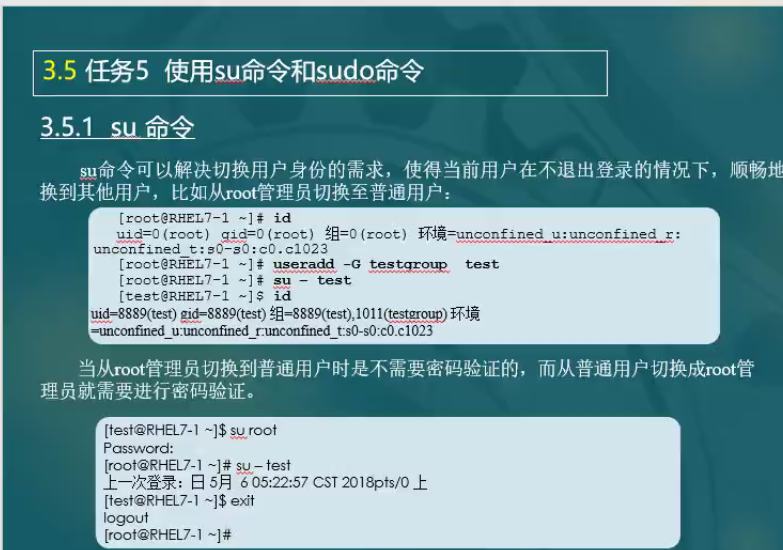 3.5 任务5 使用su命令和sudo命令
3.5.1 su 命令
su命令可以解决切换用户身份的需求，使得当前用户在不退出登录的情况下，顺畅地
换到其他用户，比如从root管理员切换至普通用户：
[root@RHEL7-1 ~]# id
uid=0(root) gid=0(root) 组=0(root) 环境=unconfined_u:unconfined_r:
unconfined_t:s0-s0:c0.c1023
[root@RHEL7-1 ~]# useradd -G testgroup test
[root@RHEL7-1 ~]# su – test
[test@RHEL7-1 ~]$ id
uid=8889(test) gid=8889(test) 组=8889(test),1011(testgroup) 环境
=unconfined_u:unconfined_r:unconfined_t:s0-s0:c0.c1023
当从root管理员切换到普通用户时是不需要密码验证的，而从普通用户切换成root管
理员就需要进行密码验证。
[test@RHEL7-1 ~]$ su root
Password:
[root@RHEL7-1 ~]# su – test
上一次登录：日 5月 6 05:22:57 CST 2018pts/0 上
[test@RHEL7-1 ~]$ exit
logout
[root@RHEL7-1 ~]#